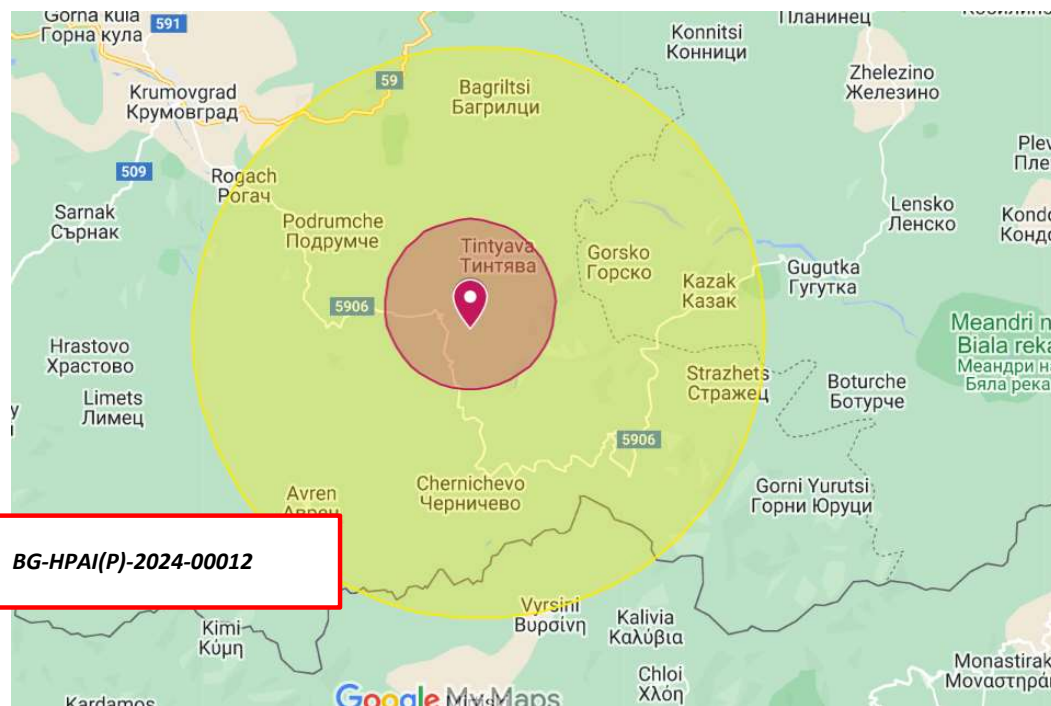 Gorna kula
Горна кула
591
Планинец
Konnitsi
Конници
59
Bagriltsi
Багрилци
Zhelezino
Железино
Krumovgrad
Крумовград
509
Rogach
Рогач
Sarnak
Сърнак
Podrumche
Подрумче
Tintyava
Тинтява
Gorsko
Горско
Lensko
Ленско
Kazak
Казак
Gugutka
Гугутка
5906
Meandri n
Biala reka
Меандри на
Бяла река
Hrastovo
Храстово
Strazhets
Стражец
Boturche
Ботурче
Limets
Лимец
5906
Avren
Аврен
Chernichevo
Черничево
Gorni Yurutsi
Горни Юруци
BG-HPAI(P)-2024-00012
Vyrsini
Βυρσίνη
Kalivia
Καλύβια
Kimi
Κύμη
Chloi
Χλόη
Monastirak
Μοναστηράκ
Kardamos
Google My Maps